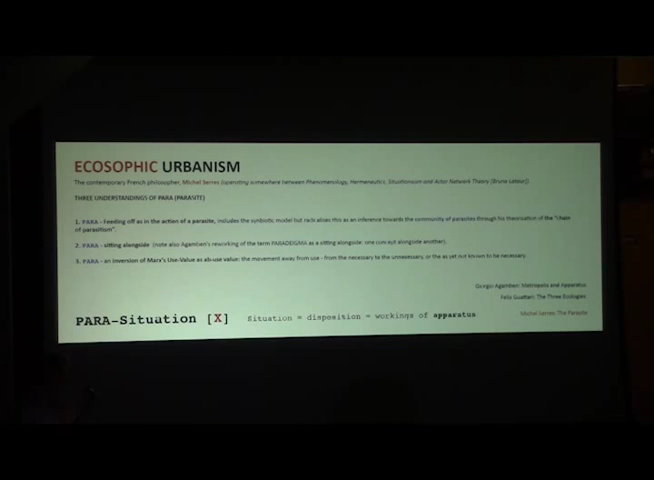 ECOSOPHIC URBANISM
The contemporary French philosopher, Michel Serres (operating somewhere between Phenomenology, Hermeneutics, Situationism and Actor Network Theory [Bruno Latour])
THREE UNDERSTANDINGS OF PARA (PARASITE)
1. PARA - Feeding off as in the action of a parasite, includes the symbiotic model but radicalises this as an inference towards the community of parasites through his theorisation of the "chain
of parasitism".
2. PARA - sitting alongside (note also Agamben's reworking of the term PARADEIGMA as a sitting alongside: one concept alongside another).
3. PARA - an inversion of Marx's Use-Value as ab-use value: the movement away from use - from the necessary to the unnecessary, or the as yet not known to be necessary.
Giorgio Agamben: Metropolis and Apparatus
Felix Guattari: The Three Ecologies
Michel Serres: The Parasite
PARA-Situation [X] Situation = disposition = workings of apparatus